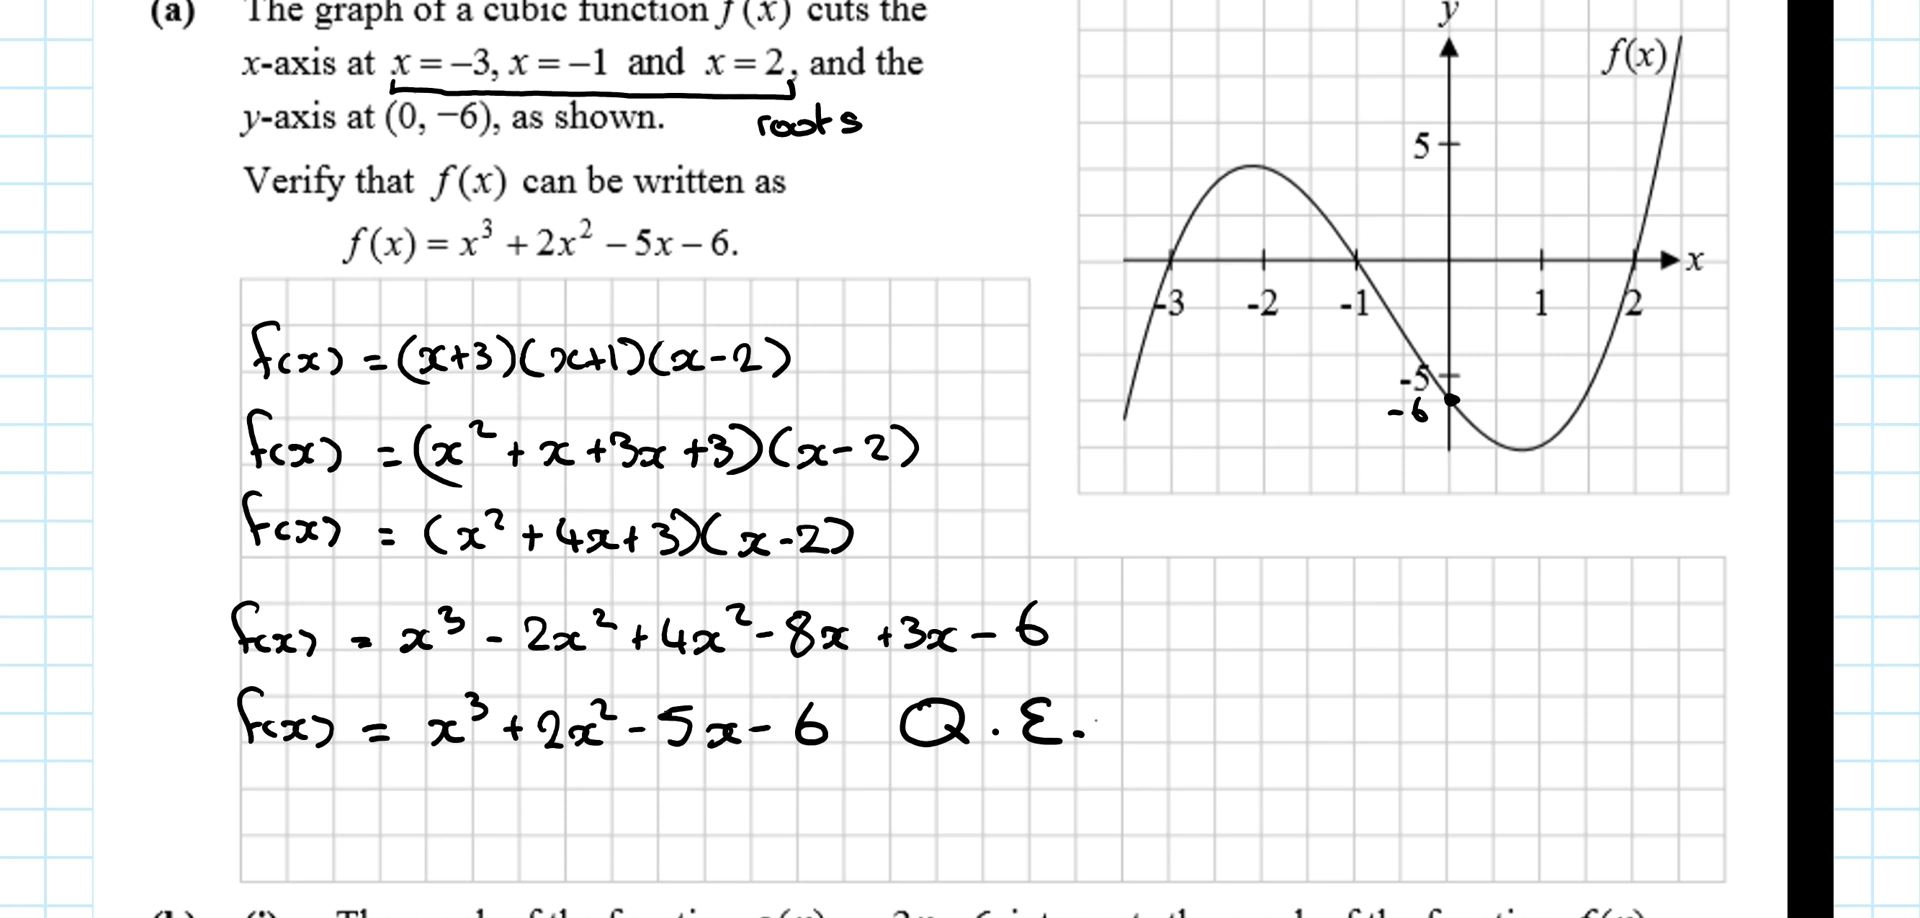 (a) The graph of a cubic function f(x) cuts the
x-axis at x = −3, x = −1 and x = 2, and the
y-axis at (0, −6), as shown.
roots
Verify that f(x) can be written as
f(x) = x³ + 2x² − 5x − 6.
f(x) = (x+3)(x+1)(x-2)
f(x) = (x² + x + 3x + 3)(x-2)
f(x) = (x² + 4x + 3)(x-2)
f(x) = x³ - 2x² + 4x² - 8x + 3x - 6
f(x) = x³ + 2x² - 5x - 6 Q.E.
y
f(x)
5
x
-3 -2 -1 1 2
-5
-6